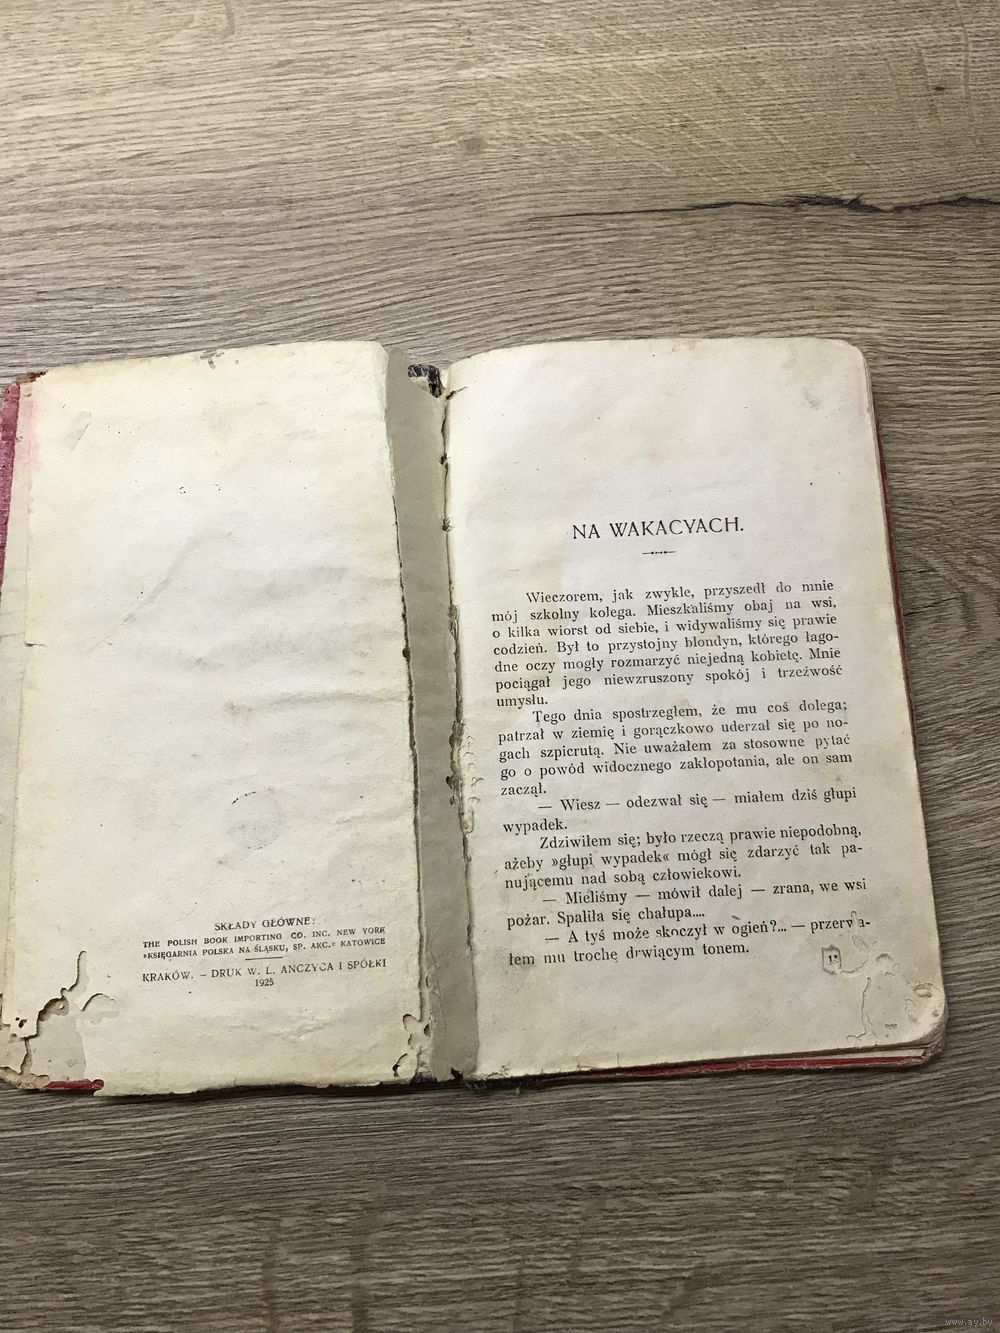 SKŁADY GŁÓWNE:
THE POLISH BOOK IMPORTING CO. INC. NEW YORK
»KSIĘGARNIA POLSKA NA ŚLĄSKU, SP. AKC.« KATOWICE
KRAKÓW. – DRUK W. L. ANCZYCA I SPÓŁKI
1925
NA WAKACYACH.
Wieczorem, jak zwykle, przyszedł do mnie
mój szkolny kolega. Mieszkaliśmy obaj na wsi,
o kilka wiorst od siebie, i widywaliśmy się prawie
codzień. Był to przystojny blondyn, którego łago-
dne oczy mogły rozmarzyć niejedną kobietę. Mnie
pociągał jego niewzruszony spokój i trzeźwość
umysłu.
Tego dnia spostrzegłem, że mu coś dolega;
patrzał w ziemię i gorączkowo uderzał się po no-
gach szpicrutą. Nie uważałem za stosowne pytać
go o powód widocznego zakłopotania, ale on sam
zaczął.
— Wiesz — odezwał się — miałem dziś głupi
wypadek.
Zdziwiłem się; było rzeczą prawie niepodobną,
ażeby »głupi wypadek« mógł się zdarzyć tak pa-
nującemu nad sobą człowiekowi.
— Mieliśmy — mówił dalej — zrana, we wsi
pożar. Spaliła się chałupa....
— A tyś może skoczył w ogień?... — przerwa-
łem mu trochę drwiącym tonem.
1*
www.ay.by